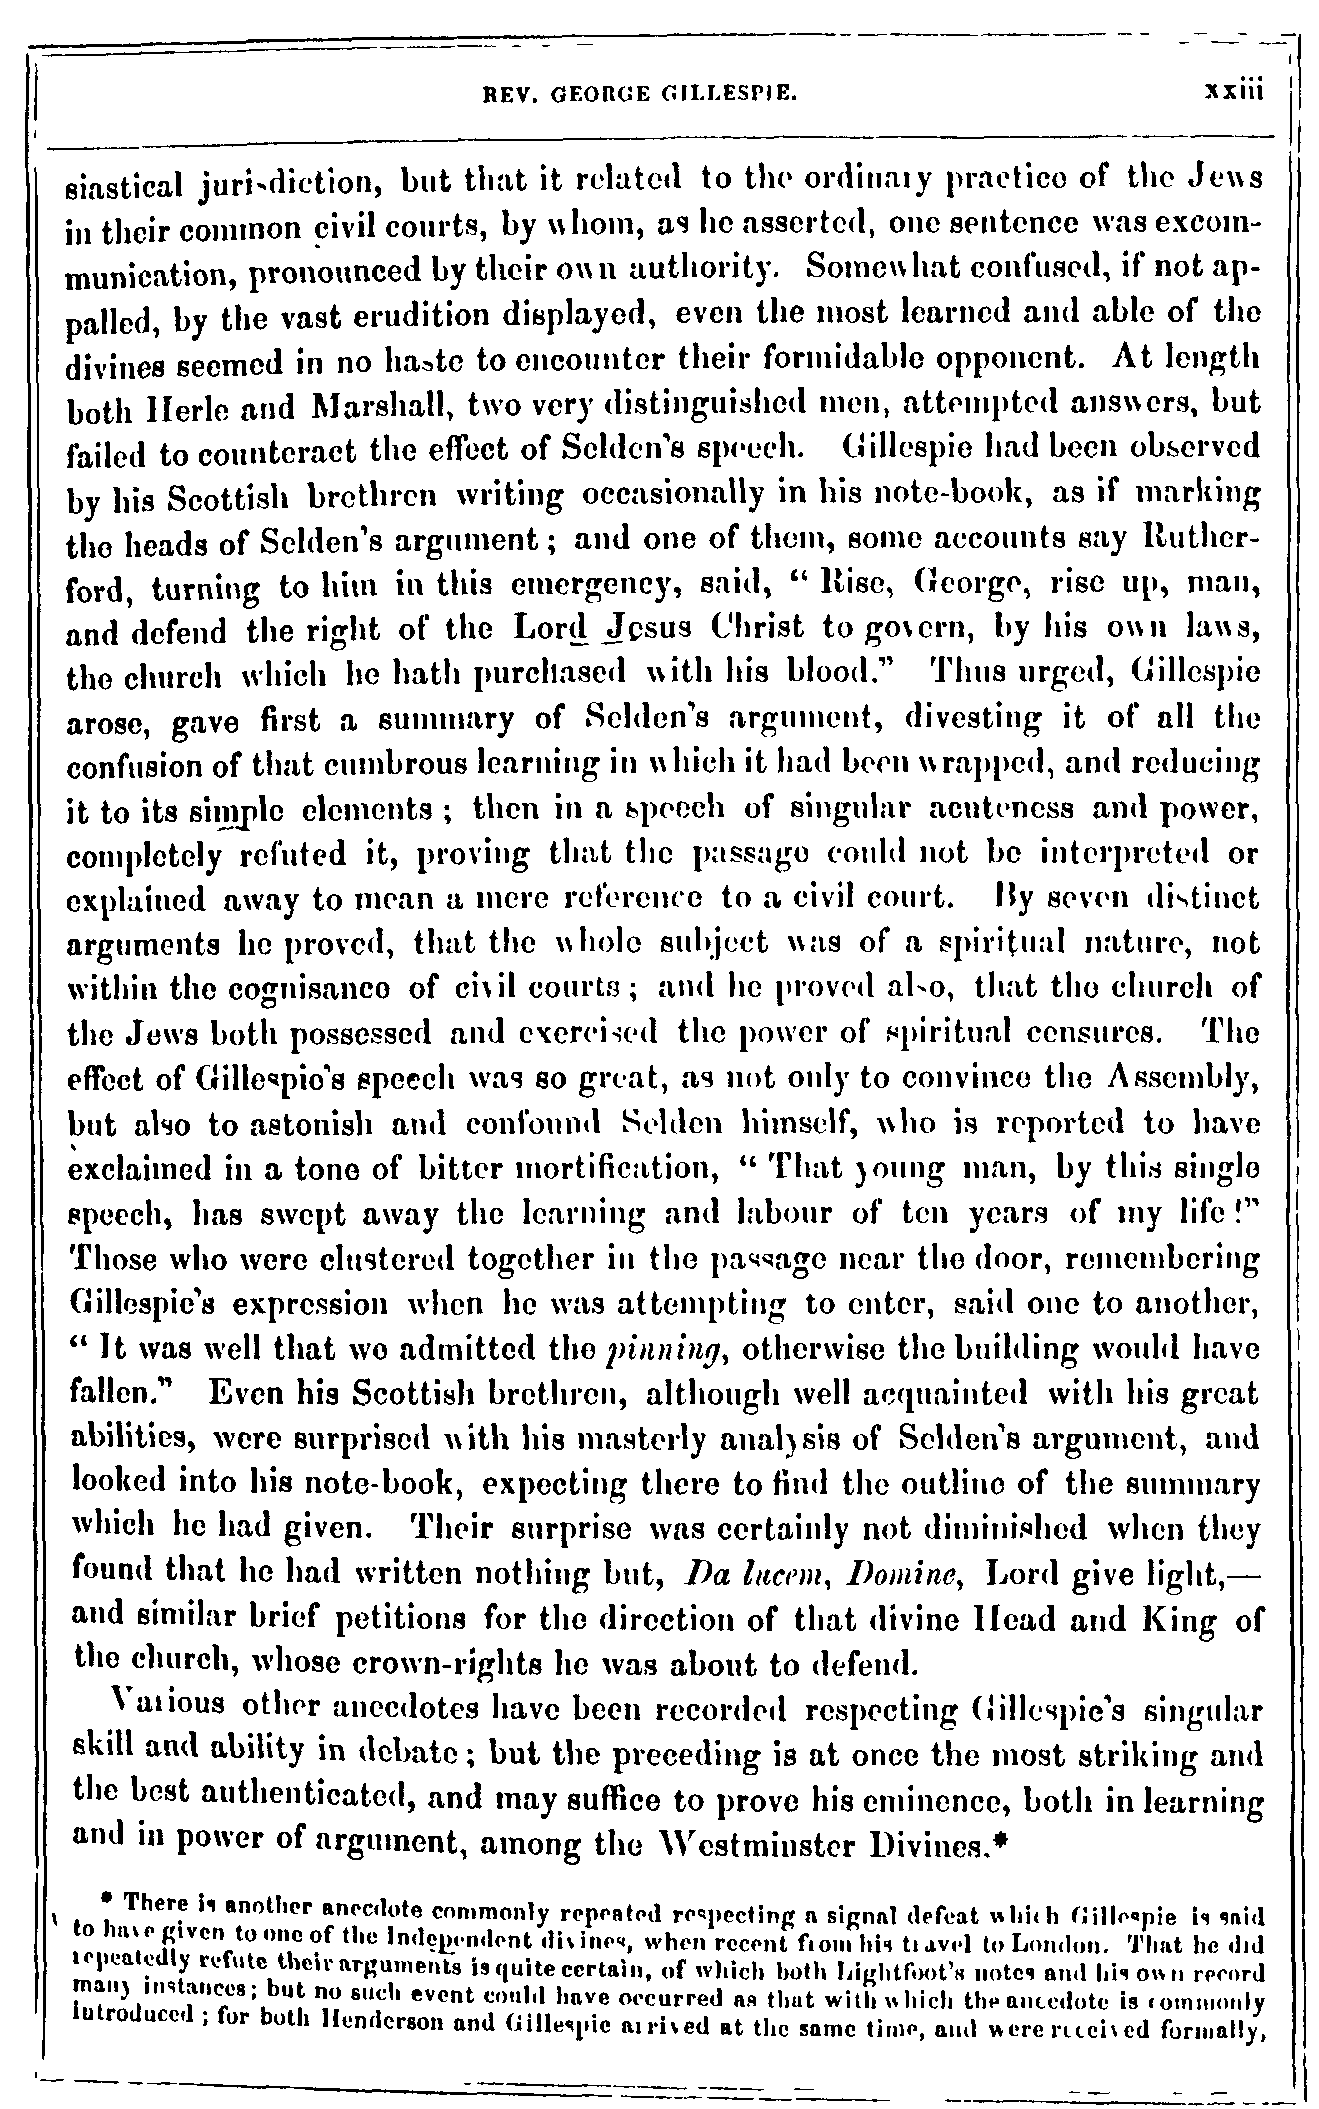 REV. GEORGE GILLESPIE. xxiii
siastical jurisdiction, but that it related to the ordinary practice of the Jews
in their common civil courts, by whom, as he asserted, one sentence was excom-
munication, pronounced by their own authority. Somewhat confused, if not ap-
palled, by the vast erudition displayed, even the most learned and able of the
divines seemed in no haste to encounter their formidable opponent. At length
both Herle and Marshall, two very distinguished men, attempted answers, but
failed to counteract the effect of Selden's speech. Gillespie had been observed
by his Scottish brethren writing occasionally in his note-book, as if marking
the heads of Selden's argument; and one of them, some accounts say Ruther-
ford, turning to him in this emergency, said, “ Rise, George, rise up, man,
and defend the right of the Lord Jesus Christ to govern, by his own laws,
the church which he hath purchased with his blood.” Thus urged, Gillespie
arose, gave first a summary of Selden's argument, divesting it of all the
confusion of that cumbrous learning in which it had been wrapped, and reducing
it to its simple elements; then in a speech of singular acuteness and power,
completely refuted it, proving that the passage could not be interpreted or
explained away to mean a mere reference to a civil court. By seven distinct
arguments he proved, that the whole subject was of a spiritual nature, not
within the cognisance of civil courts; and he proved also, that the church of
the Jews both possessed and exercised the power of spiritual censures. The
effect of Gillespie's speech was so great, as not only to convince the Assembly,
but also to astonish and confound Selden himself, who is reported to have
exclaimed in a tone of bitter mortification, “ That young man, by this single
speech, has swept away the learning and labour of ten years of my life!”
Those who were clustered together in the passage near the door, remembering
Gillespie's expression when he was attempting to enter, said one to another,
“ It was well that we admitted the pinning, otherwise the building would have
fallen.” Even his Scottish brethren, although well acquainted with his great
abilities, were surprised with his masterly analysis of Selden's argument, and
looked into his note-book, expecting there to find the outline of the summary
which he had given. Their surprise was certainly not diminished when they
found that he had written nothing but, Da lucem, Domine, Lord give light,—
and similar brief petitions for the direction of that divine Head and King of
the church, whose crown-rights he was about to defend.
Various other anecdotes have been recorded respecting Gillespie's singular
skill and ability in debate; but the preceding is at once the most striking and
the best authenticated, and may suffice to prove his eminence, both in learning
and in power of argument, among the Westminster Divines.*
* There is another anecdote commonly repeated respecting a signal defeat which Gillespie is said
to have given to one of the Independent divines, when recent from his travel to London. That he did
repeatedly refute their arguments is quite certain, of which both Lightfoot's notes and his own record
many instances; but no such event could have occurred as that with which the anecdote is commonly
introduced; for both Henderson and Gillespie arrived at the same time, and were received formally,